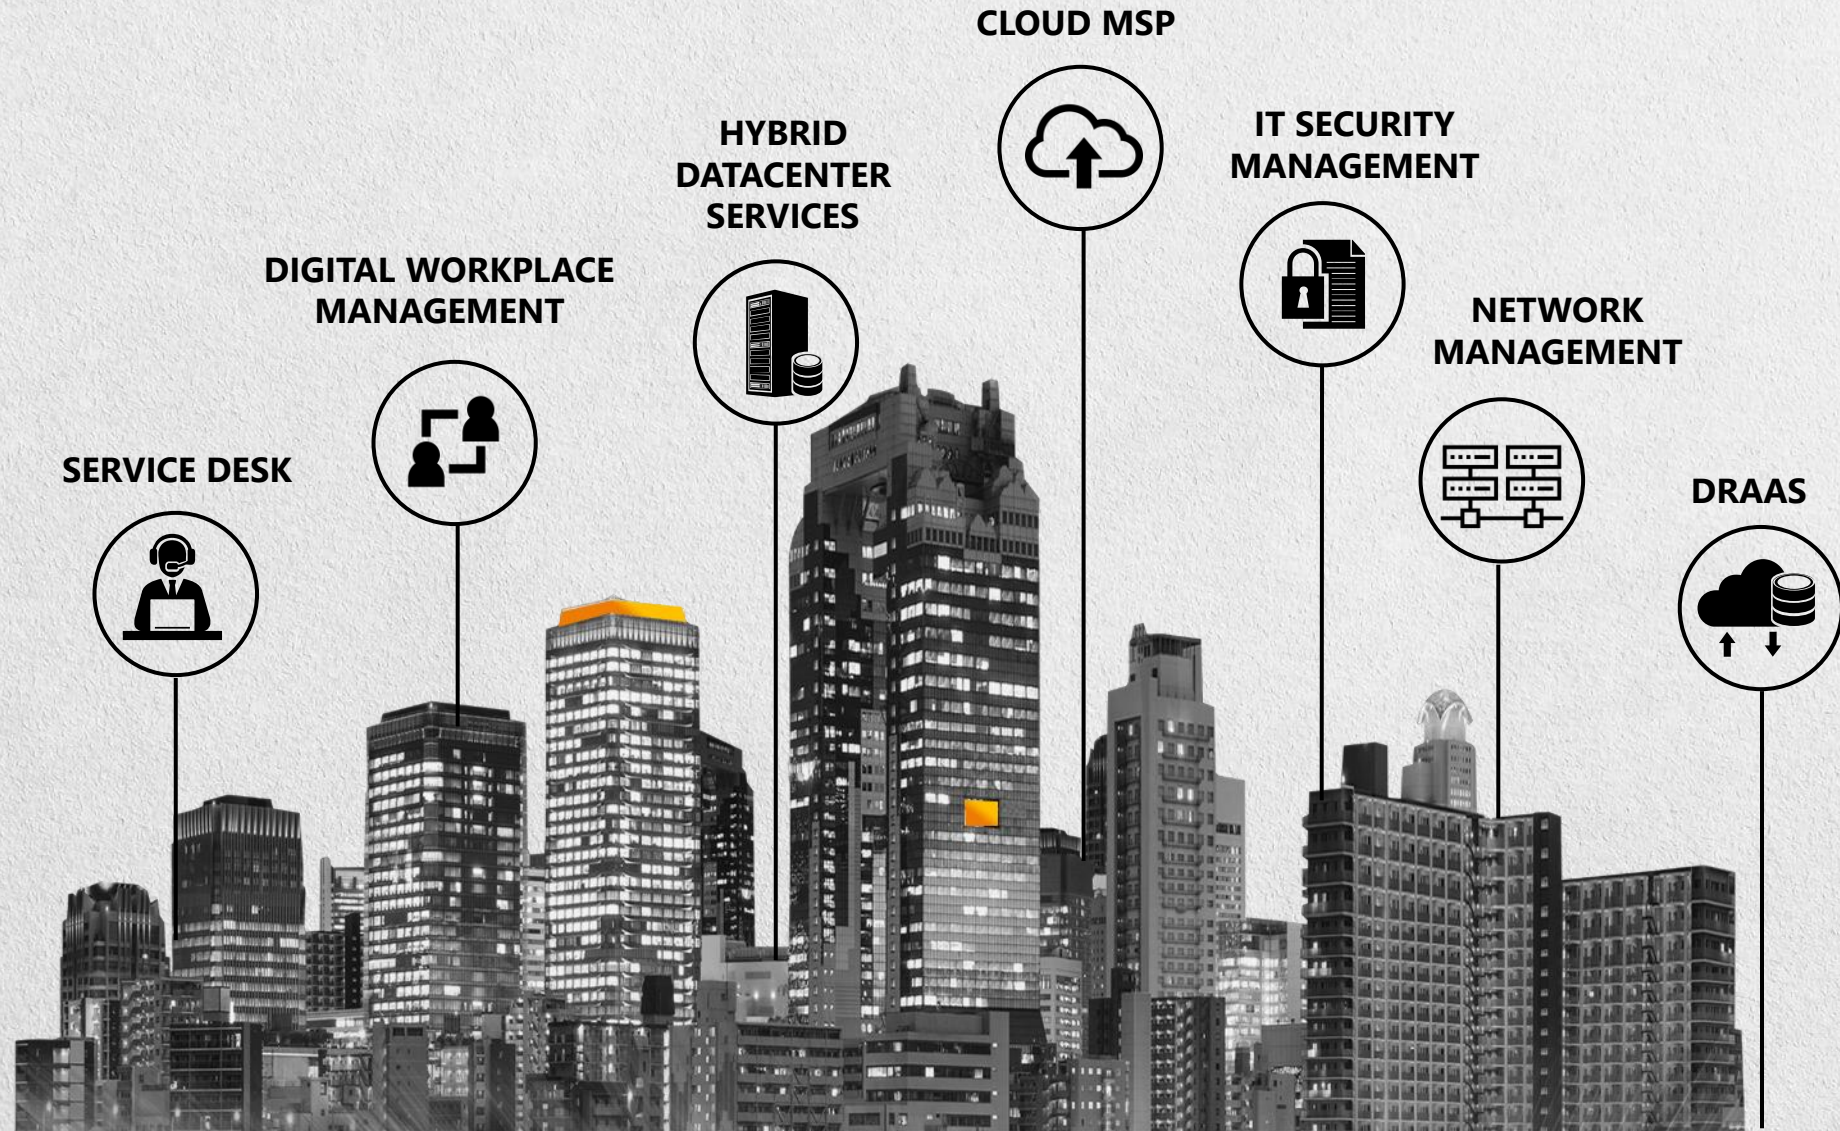 CLOUD MSP
HYBRID
DATACENTER
SERVICES
IT SECURITY
MANAGEMENT
DIGITAL WORKPLACE
MANAGEMENT
NETWORK
MANAGEMENT
SERVICE DESK
DRAAS